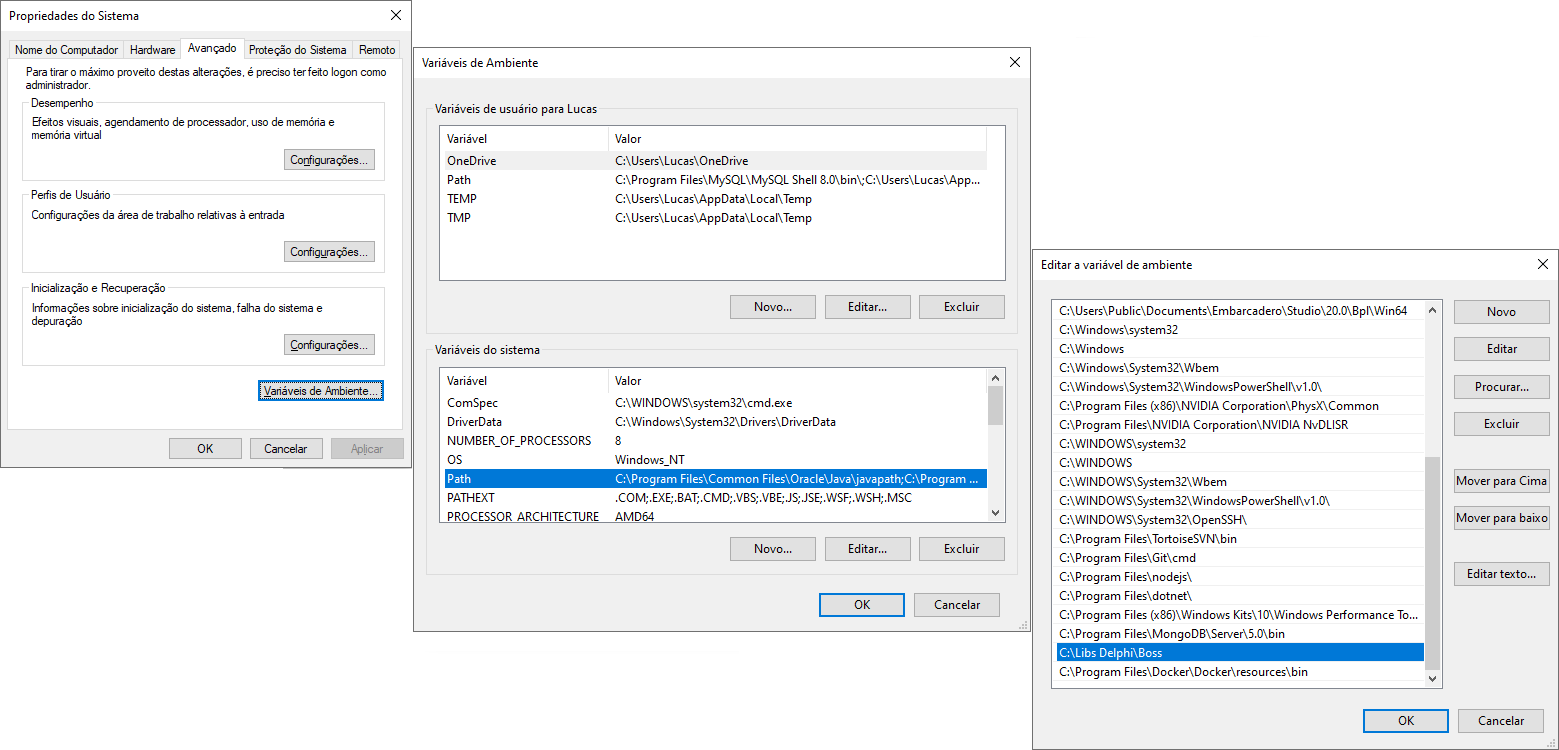 Propriedades do Sistema
Nome do Computador Hardware Avançado Proteção do Sistema Remoto
Para tirar o máximo proveito destas alterações, é preciso ter feito logon como
administrador.
Desempenho
Efeitos visuais, agendamento de processador, uso de memória e
memória virtual
Configurações...
Perfis de Usuário
Configurações da área de trabalho relativas à entrada
Configurações...
Inicialização e Recuperação
Informações sobre inicialização do sistema, falha do sistema e
depuração
Configurações...
Variáveis de Ambiente...
OK Cancelar Aplicar
Variáveis de Ambiente
Variáveis de usuário para Lucas
Variável Valor
OneDrive C:\Users\Lucas\OneDrive
Path C:\Program Files\MySQL\MySQL Shell 8.0\bin\;C:\Users\Lucas\App...
TEMP C:\Users\Lucas\AppData\Local\Temp
TMP C:\Users\Lucas\AppData\Local\Temp
Novo... Editar... Excluir
Variáveis do sistema
Variável Valor
ComSpec C:\WINDOWS\system32\cmd.exe
DriverData C:\Windows\System32\Drivers\DriverData
NUMBER_OF_PROCESSORS 8
OS Windows_NT
Path C:\Program Files\Common Files\Oracle\Java\javapath;C:\Program ...
PATHEXT .COM;.EXE;.BAT;.CMD;.VBS;.VBE;.JS;.JSE;.WSF;.WSH;.MSC
PROCESSOR_ARCHITECTURE AMD64
Novo... Editar... Excluir
OK Cancelar
Editar a variável de ambiente
C:\Users\Public\Documents\Embarcadero\Studio\20.0\Bpl\Win64
C:\Windows\system32
C:\Windows
C:\Windows\System32\Wbem
C:\Windows\System32\WindowsPowerShell\v1.0\
C:\Program Files (x86)\NVIDIA Corporation\PhysX\Common
C:\Program Files\NVIDIA Corporation\NVIDIA NvDLISR
C:\WINDOWS\system32
C:\WINDOWS
C:\WINDOWS\System32\Wbem
C:\WINDOWS\System32\WindowsPowerShell\v1.0\
C:\WINDOWS\System32\OpenSSH\
C:\Program Files\TortoiseSVN\bin
C:\Program Files\Git\cmd
C:\Program Files\nodejs\
C:\Program Files\dotnet\
C:\Program Files (x86)\Windows Kits\10\Windows Performance To...
C:\Program Files\MongoDB\Server\5.0\bin
C:\Libs Delphi\Boss
C:\Program Files\Docker\Docker\resources\bin
Novo
Editar
Procurar...
Excluir
Mover para Cima
Mover para baixo
Editar texto...
OK Cancelar